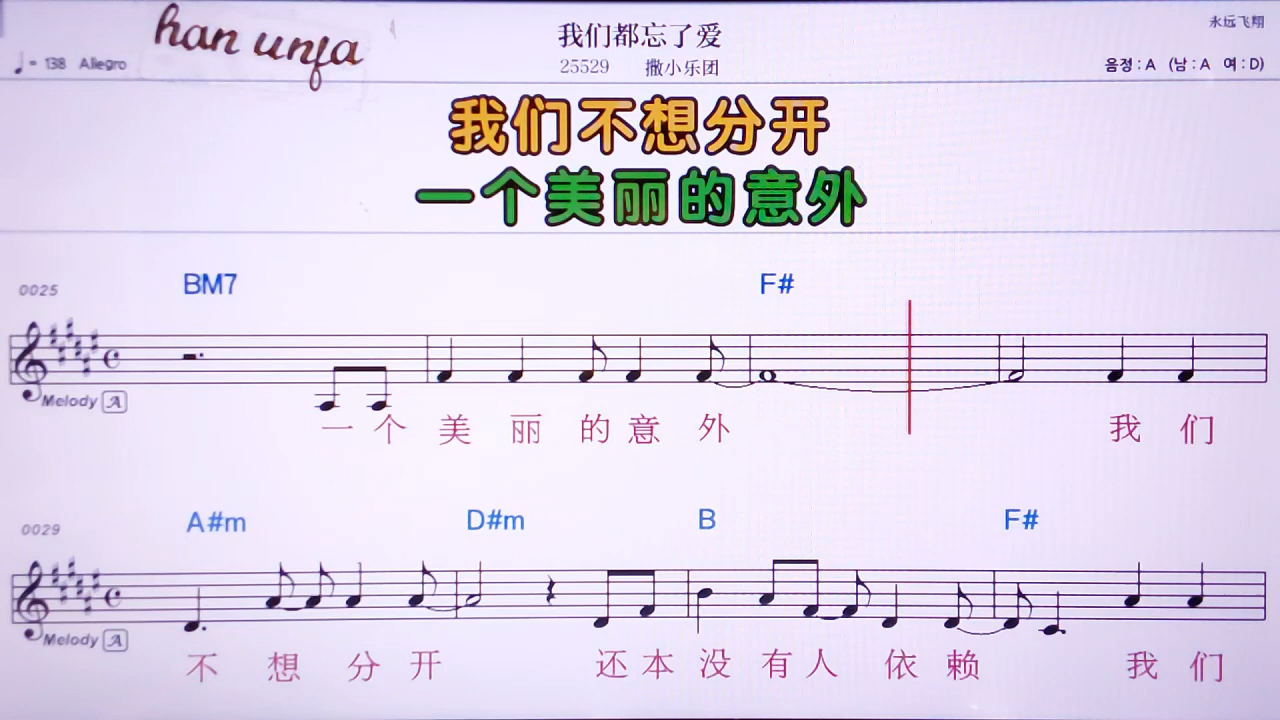 han unfa
我们都忘了爱
永远飞翔
♩= 138 Allegro
25529 撒小乐团
음정 : A (남 : A 여 : D)
我们不想分开
一个美丽的意外
0025
BM7 F#
Melody A
一个美丽的意外 我们
0029
A#m D#m B F#
Melody A
不想分开 还本没有人依赖 我们